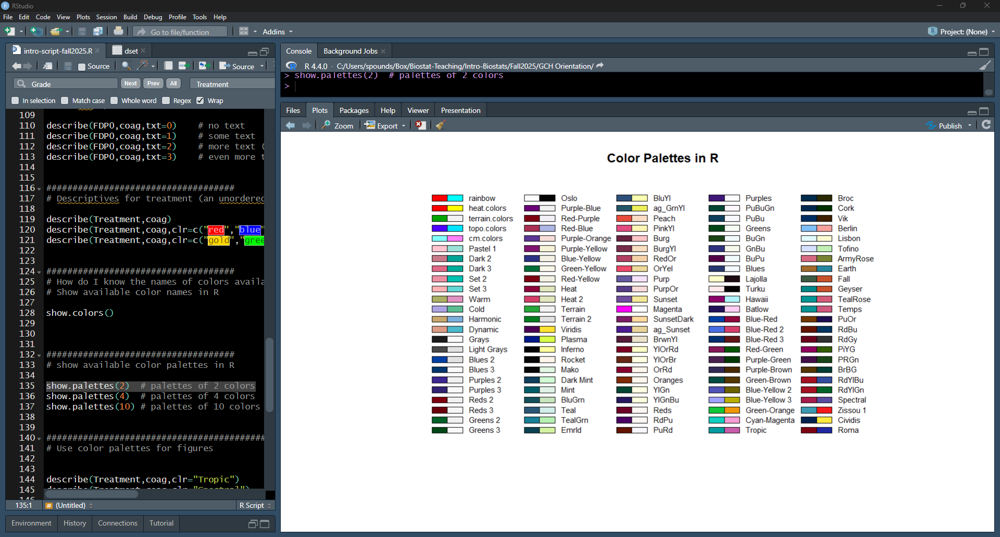 RStudio
File Edit Code View Plots Session Build Debug Profile Tools Help
Go to file/function Addins Project: (None)
intro-script-fall2025.R dset
Source Source
Grade Next Prev All Treatment
In selection Match case Whole word Regex Wrap
109
110 describe(FDP0,coag,txt=0) # no text
111 describe(FDP0,coag,txt=1) # some text
112 describe(FDP0,coag,txt=2) # more text (
113 describe(FDP0,coag,txt=3) # even more t
114
115
116 ####################################
117 # Descriptives for treatment (an unordered
118
119 describe(Treatment,coag)
120 describe(Treatment,coag,clr=c("red","blue"
121 describe(Treatment,coag,clr=c("gold","gree
122
123
124 ####################################
125 # How do I know the names of colors availa
126 # Show available color names in R
127
128 show.colors()
129
130
131
132 ####################################
133 # show available color palettes in R
134
135 show.palettes(2) # palettes of 2 colors
136 show.palettes(4) # palettes of 4 colors
137 show.palettes(10) # palettes of 10 colors
138
139
140 ##########################################
141 # Use color palettes for figures
142
143
144 describe(Treatment,coag,clr="Tropic")
145
135:1 # (Untitled) R Script
Environment History Connections Tutorial
Console Background Jobs
R 4.4.0 · C:/Users/spounds/Box/Biostat-Teaching/Intro-Biostats/Fall2025/GCH Orientation/
> show.palettes(2) # palettes of 2 colors
>
Files Plots Packages Help Viewer Presentation
Zoom Export Publish
Color Palettes in R
rainbow Oslo BluYl Purples Broc
heat.colors Purple-Blue ag_GrnYl PuBuGn Cork
terrain.colors Red-Purple Peach PuBu Vik
topo.colors Red-Blue PinkYl Greens Berlin
cm.colors Purple-Orange Burg BuGn Lisbon
Pastel 1 Purple-Yellow BurgYl GnBu Tofino
Dark 2 Blue-Yellow RedOr BuPu ArmyRose
Dark 3 Green-Yellow OrYel Blues Earth
Set 2 Red-Yellow Purp Lajolla Fall
Set 3 Heat PurpOr Turku Geyser
Warm Heat 2 Sunset Hawaii TealRose
Cold Terrain Magenta Batlow Temps
Harmonic Terrain 2 SunsetDark Blue-Red PuOr
Dynamic Viridis ag_Sunset Blue-Red 2 RdBu
Grays Plasma BrwnYl Blue-Red 3 RdGy
Light Grays Inferno YlOrRd Red-Green PiYG
Blues 2 Rocket YlOrBr Purple-Green PRGn
Blues 3 Mako OrRd Purple-Brown BrBG
Purples 2 Dark Mint Oranges Green-Brown RdYlBu
Purples 3 Mint YlGn Blue-Yellow 2 RdYlGn
Reds 2 BluGrn YlGnBu Blue-Yellow 3 Spectral
Reds 3 Teal Reds Green-Orange Zissou 1
Greens 2 TealGrn RdPu Cyan-Magenta Cividis
Greens 3 Emrld PuRd Tropic Roma